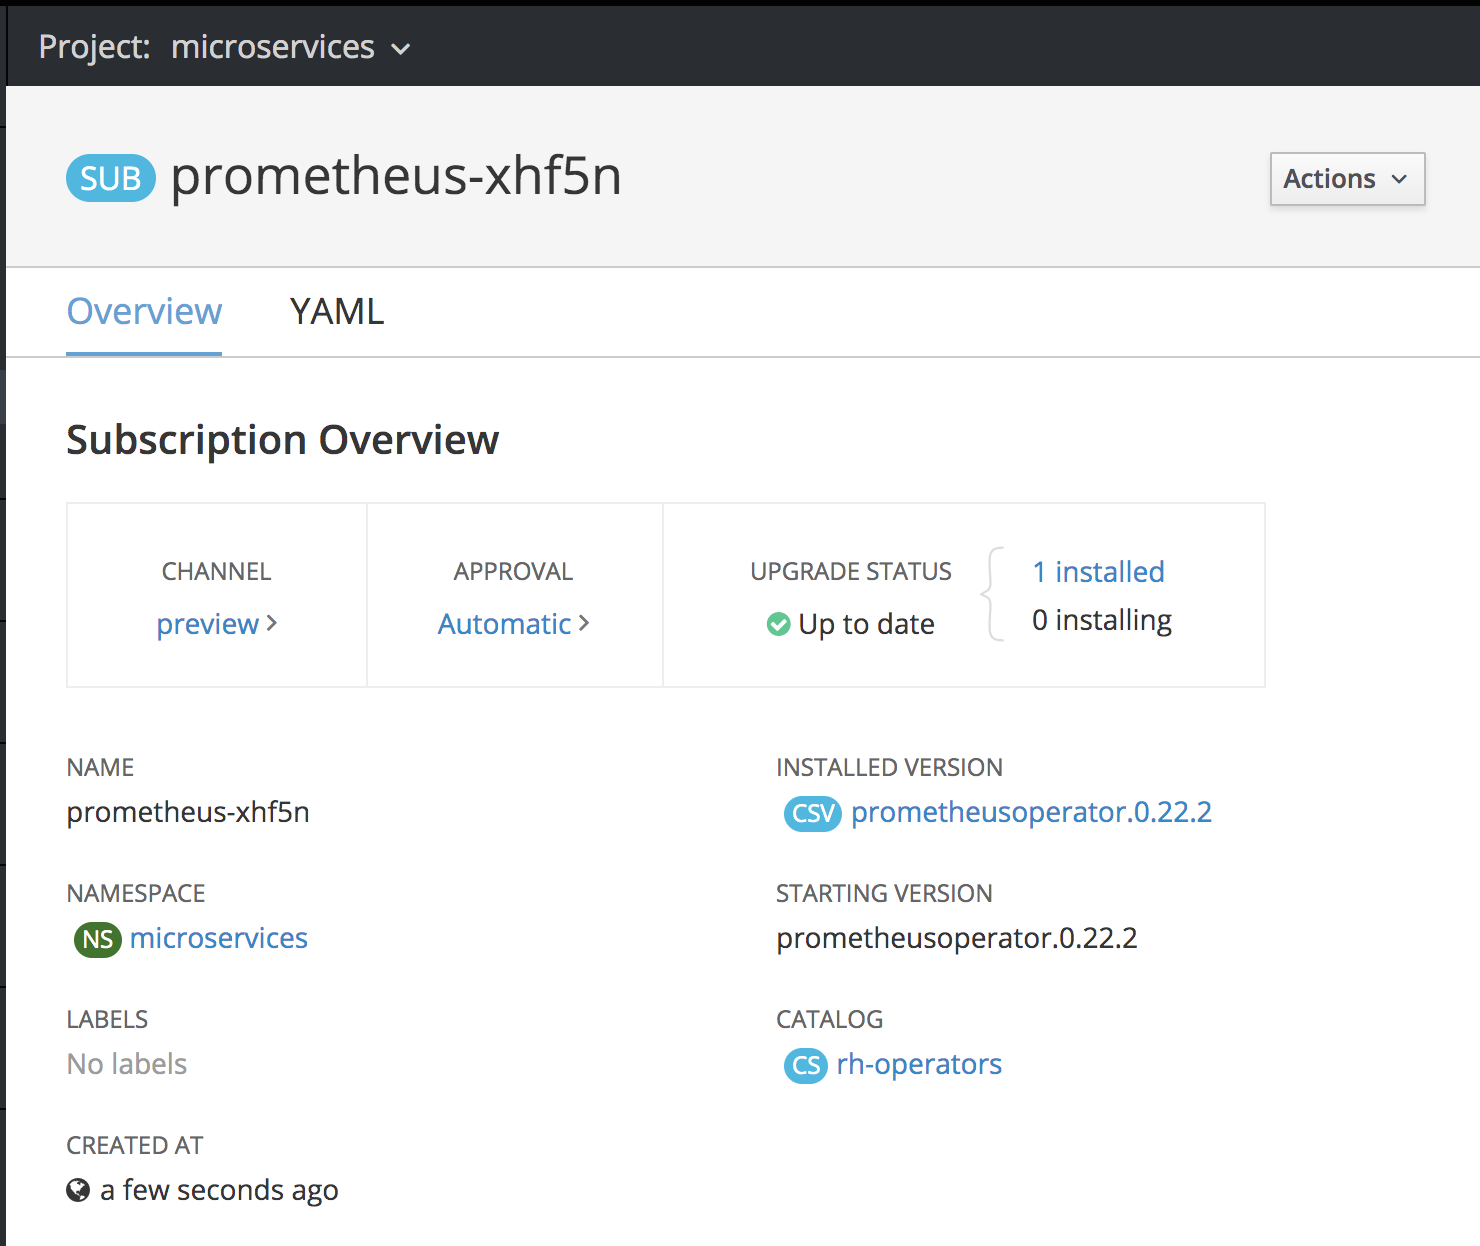 Project: microservices
SUB prometheus-xhf5n
Actions
Overview YAML
Subscription Overview
CHANNEL
preview
APPROVAL
Automatic
UPGRADE STATUS
Up to date
1 installed
0 installing
NAME
prometheus-xhf5n
NAMESPACE
NS microservices
LABELS
No labels
CREATED AT
a few seconds ago
INSTALLED VERSION
CSV prometheusoperator.0.22.2
STARTING VERSION
prometheusoperator.0.22.2
CATALOG
CS rh-operators